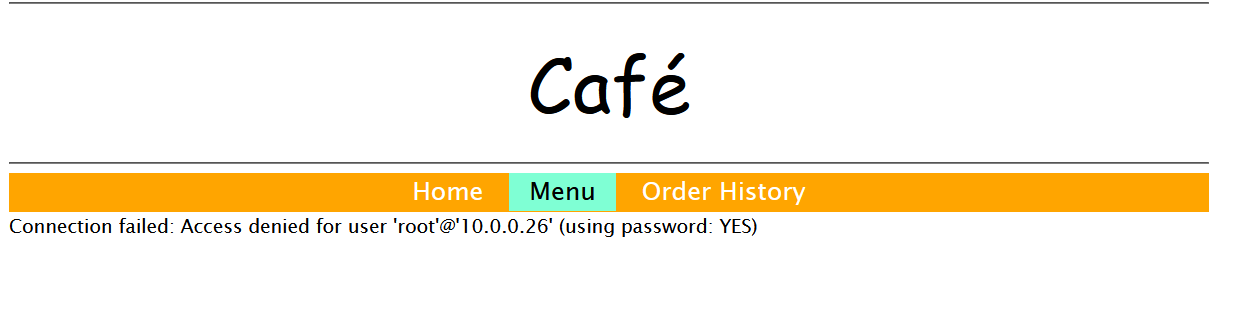 Café
Home Menu Order History
Connection failed: Access denied for user 'root'@'10.0.0.26' (using password: YES)